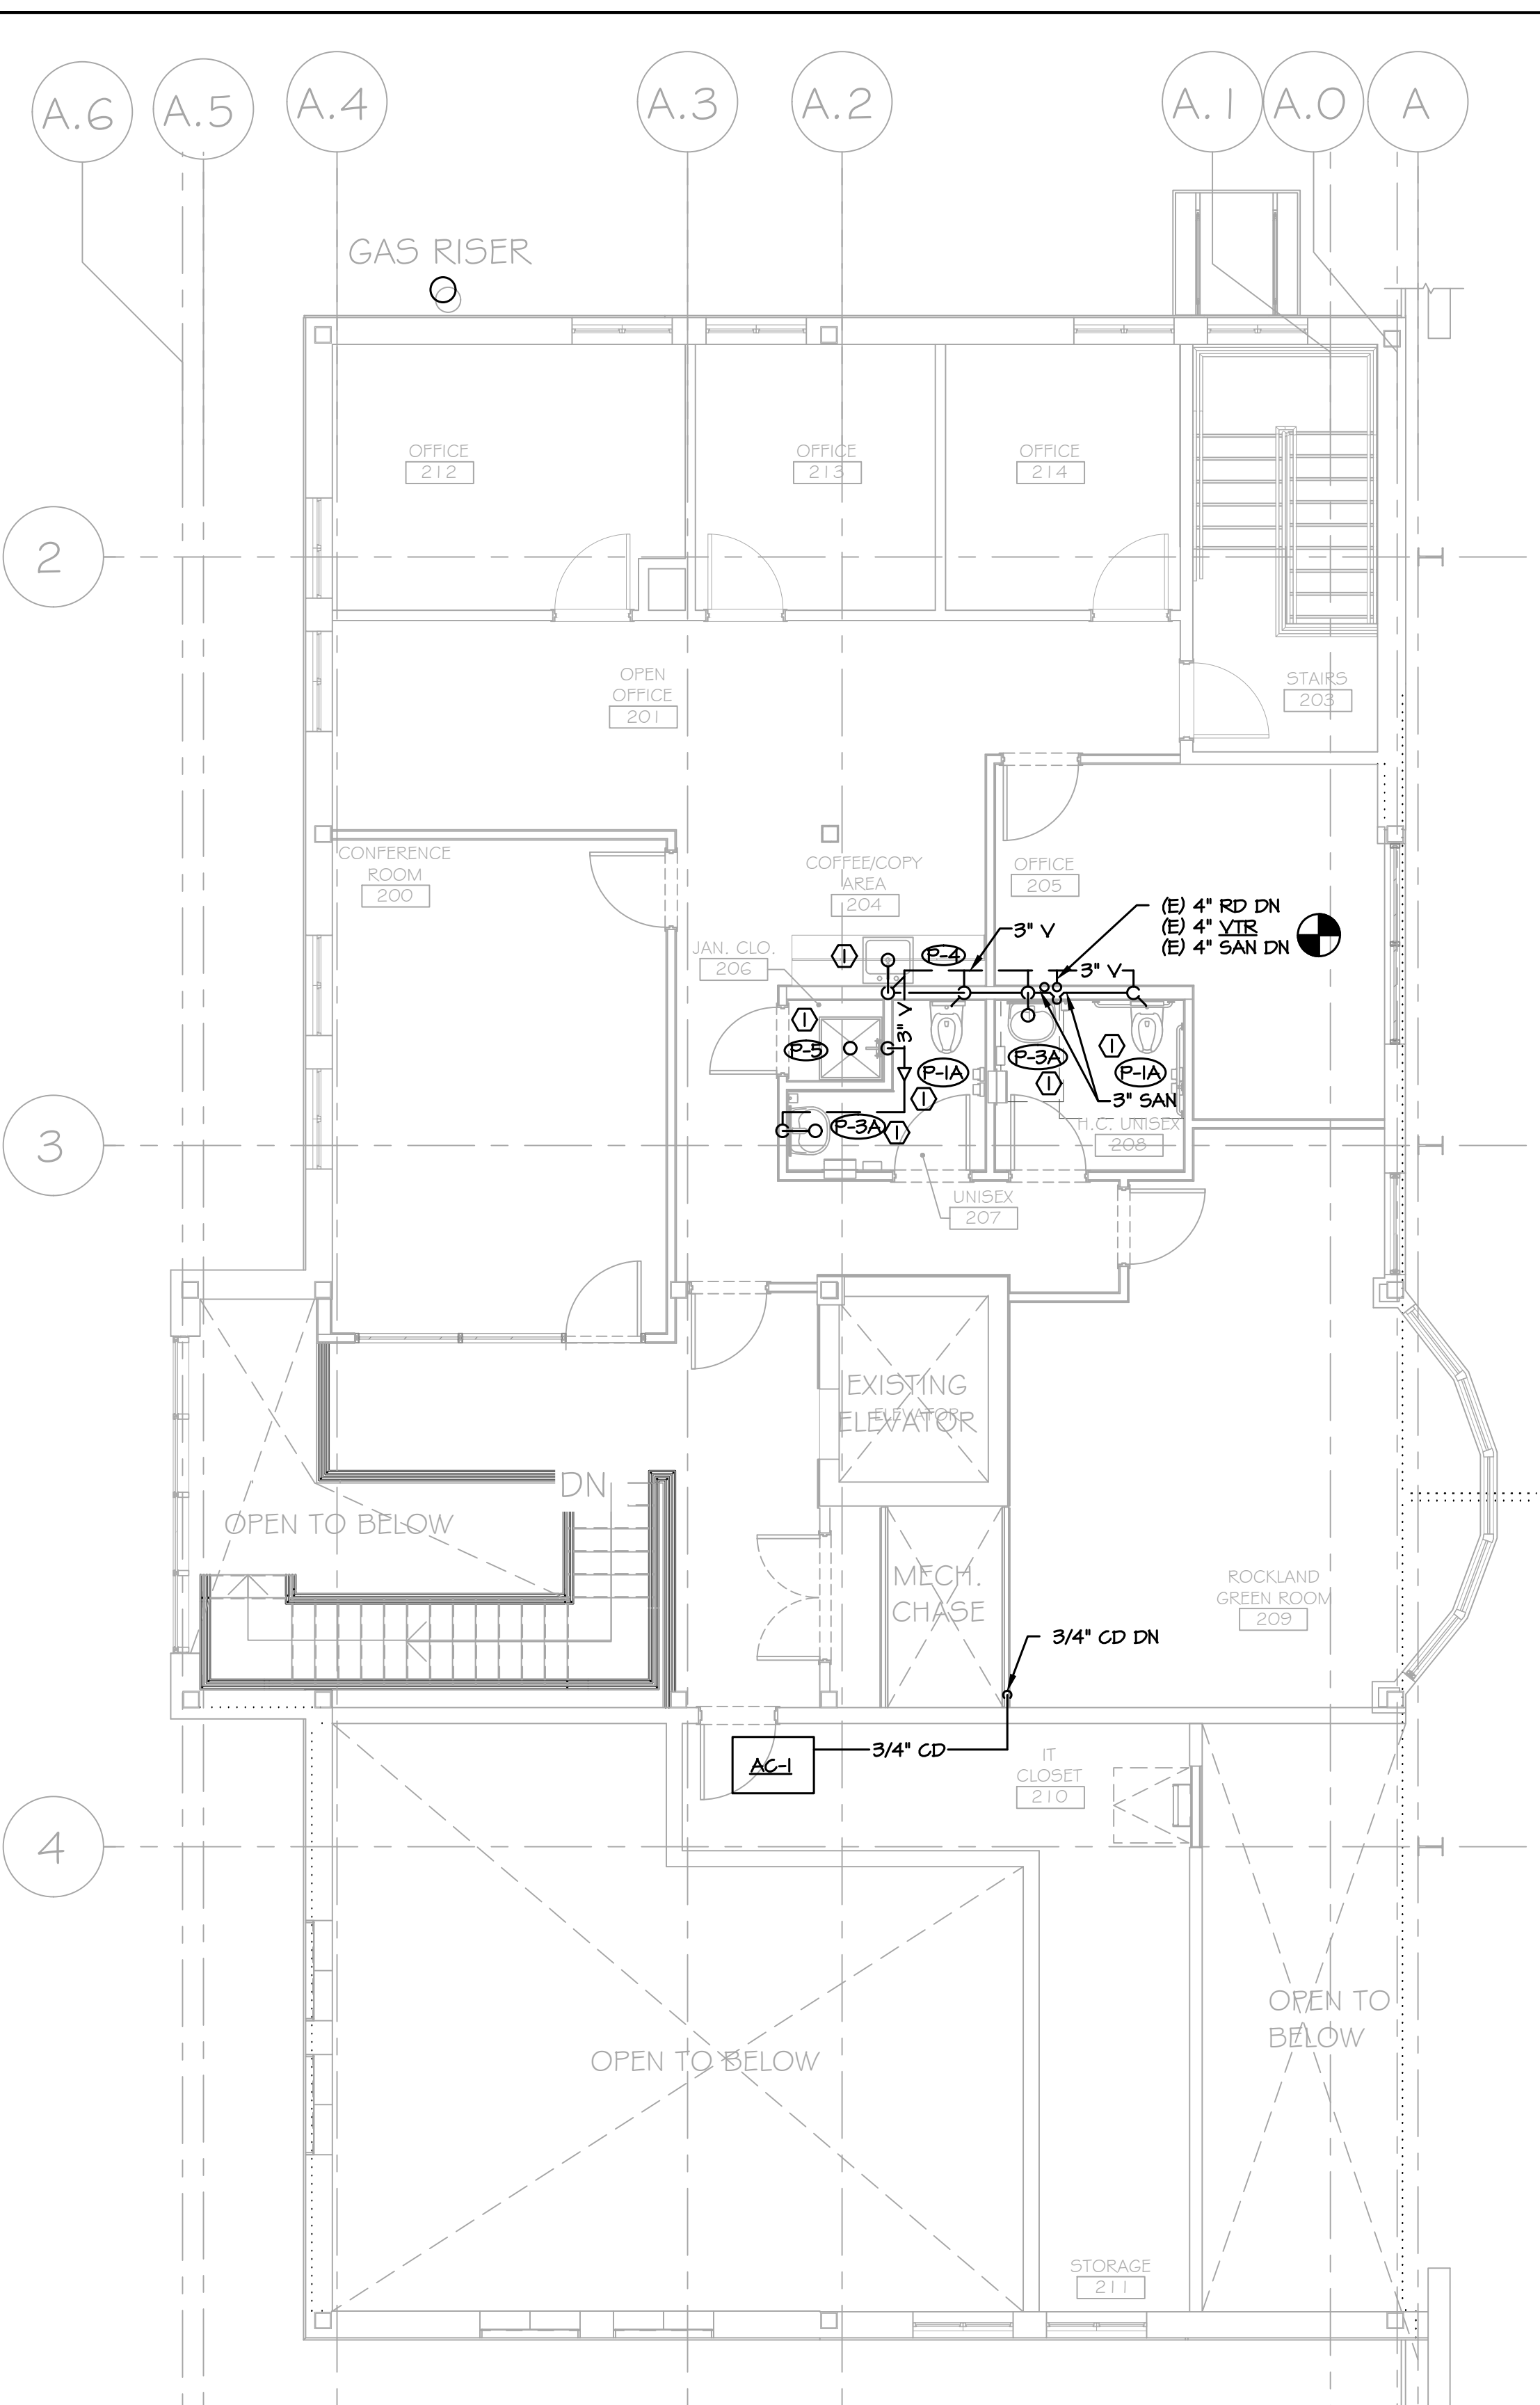 A.6
A.5
A.4
A.3
A.2
A.1
A.0
A
GAS RISER
OFFICE
212
OFFICE
213
OFFICE
214
2
OPEN
OFFICE
201
STAIRS
203
CONFERENCE
ROOM
200
COFFEE/COPY
AREA
204
OFFICE
205
(E) 4" RD DN
(E) 4" VTR
(E) 4" SAN DN
3" V
JAN. CLO.
206
1
P-4
3" V
1
3" V
P-5
P-1A
P-3A
1
P-1A
1
1
3" SAN
P-3A
1
H.C. UNISEX
208
3
UNISEX
207
EXISTING
ELEVATOR
ELEVATOR
DN
OPEN TO BELOW
MECH.
CHASE
ROCKLAND
GREEN ROOM
209
3/4" CD DN
AC-1
3/4" CD
IT
CLOSET
210
4
OPEN TO
BELOW
OPEN TO BELOW
STORAGE
211